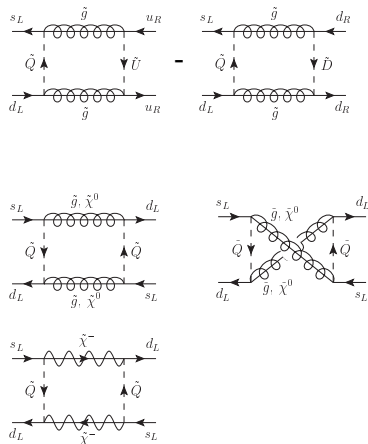 s_L g̃ u_R
Q̃ Ũ
d_L g̃ u_R
-
s_L g̃ d_R
Q̃ D̃
d_L g̃ d_R
s_L g̃, χ̃⁰ d_L
Q̃ Q̃
d_L g̃, χ̃⁰ s_L
s_L g̃, χ̃⁰ d_L
Q̃ Q̃
d_L g̃, χ̃⁰ s_L
s_L χ̃⁻ d_L
Q̃ Q̃
d_L χ̃⁻ s_L